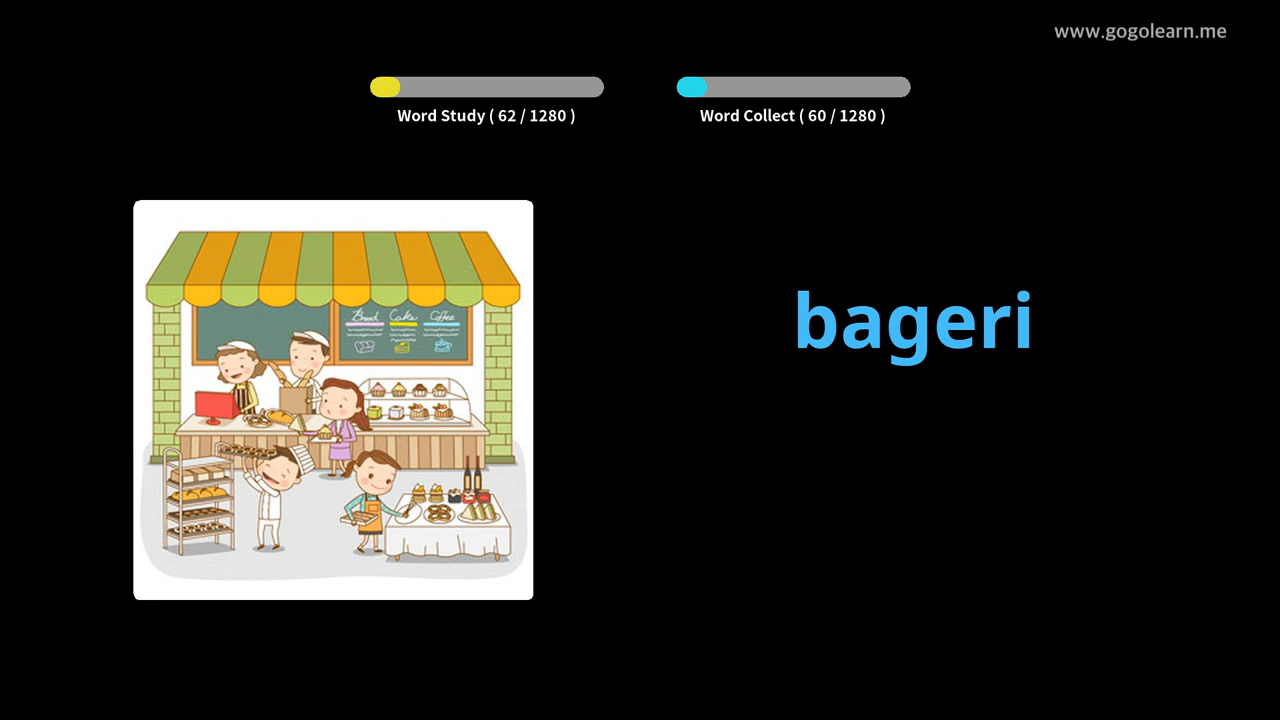 www.gogolearn.me
Word Study ( 62 / 1280 )
Word Collect ( 60 / 1280 )
Bread Cake Coffee
bageri